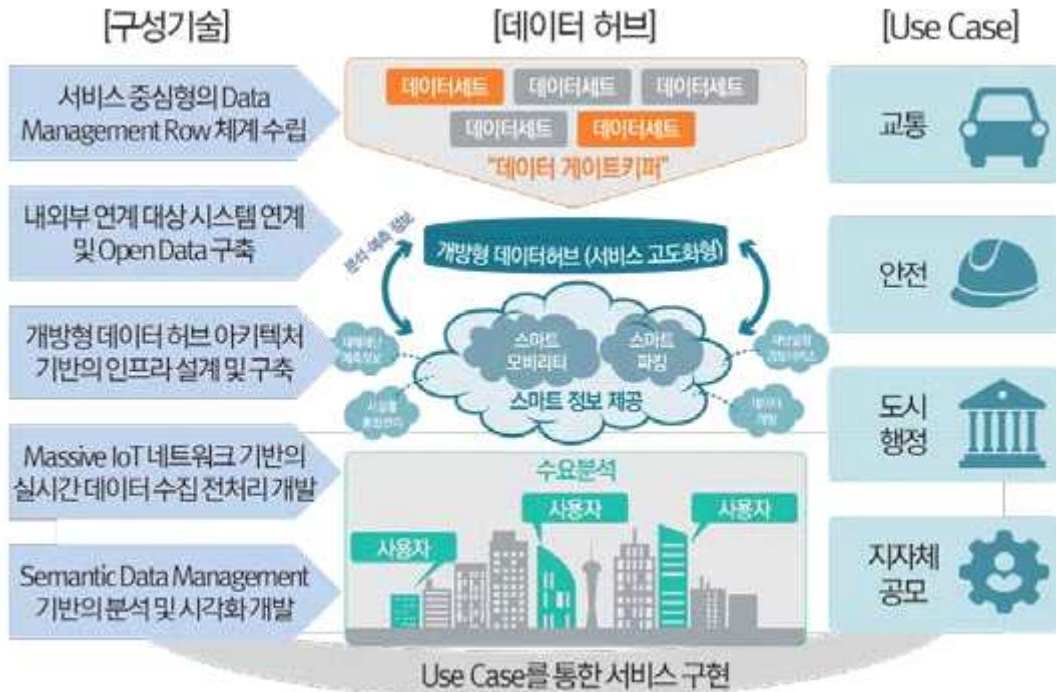 [구성기술]
서비스 중심형의 Data
Management Row 체계 수립
내외부 연계 대상 시스템 연계
및 Open Data 구축
개방형 데이터 허브 아키텍처
기반의 인프라 설계 및 구축
Massive IoT 네트워크 기반의
실시간 데이터 수집 전처리 개발
Semantic Data Management
기반의 분석 및 시각화 개발
[데이터 허브]
데이터세트 데이터세트 데이터세트
데이터세트 데이터세트
"데이터 게이트키퍼"
분석·예측 정보
개방형 데이터허브 (서비스 고도화형)
스마트
모빌리티
스마트
파킹
스마트 정보 제공
수요분석
사용자
사용자
사용자
[Use Case]
교통
안전
도시
행정
지자체
공모
Use Case를 통한 서비스 구현